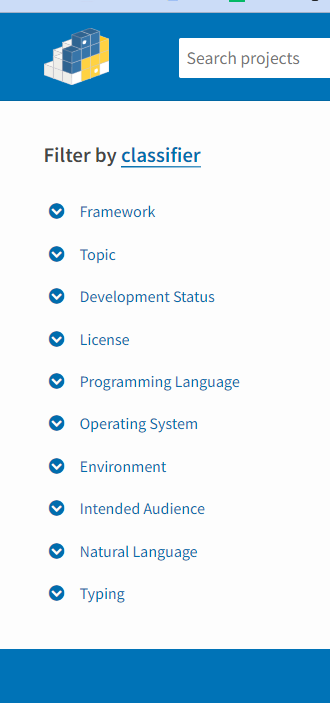 Search projects
Filter by classifier
Framework
Topic
Development Status
License
Programming Language
Operating System
Environment
Intended Audience
Natural Language
Typing